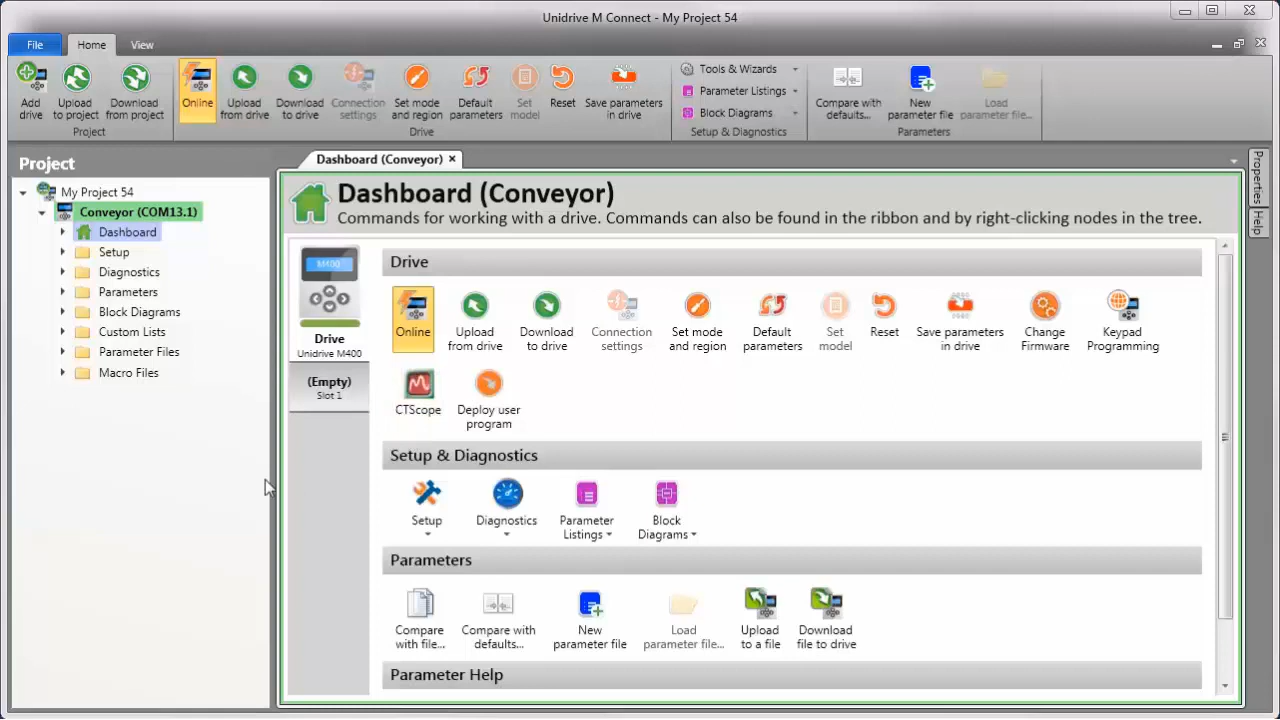 Unidrive M Connect - My Project 54
File Home View
Add drive
Upload to project
Download from project
Online
Upload from drive
Download to drive
Connection settings
Set mode and region
Default parameters
Set model
Reset
Save parameters in drive
Tools & Wizards
Parameter Listings
Block Diagrams
Compare with defaults...
New parameter file
Load parameter file...
Project
Drive
Setup & Diagnostics
Parameters
Project
My Project 54
Conveyor (COM13.1)
Dashboard
Setup
Diagnostics
Parameters
Block Diagrams
Custom Lists
Parameter Files
Macro Files
Dashboard (Conveyor)
Dashboard (Conveyor)
Commands for working with a drive. Commands can also be found in the ribbon and by right-clicking nodes in the tree.
M400
Drive
Unidrive M400
(Empty)
Slot 1
Drive
Online
Upload from drive
Download to drive
Connection settings
Set mode and region
Default parameters
Set model
Reset
Save parameters in drive
Change Firmware
Keypad Programming
CTScope
Deploy user program
Setup & Diagnostics
Setup
Diagnostics
Parameter Listings
Block Diagrams
Parameters
Compare with file...
Compare with defaults...
New parameter file
Load parameter file...
Upload to a file
Download file to drive
Parameter Help
Properties
Help